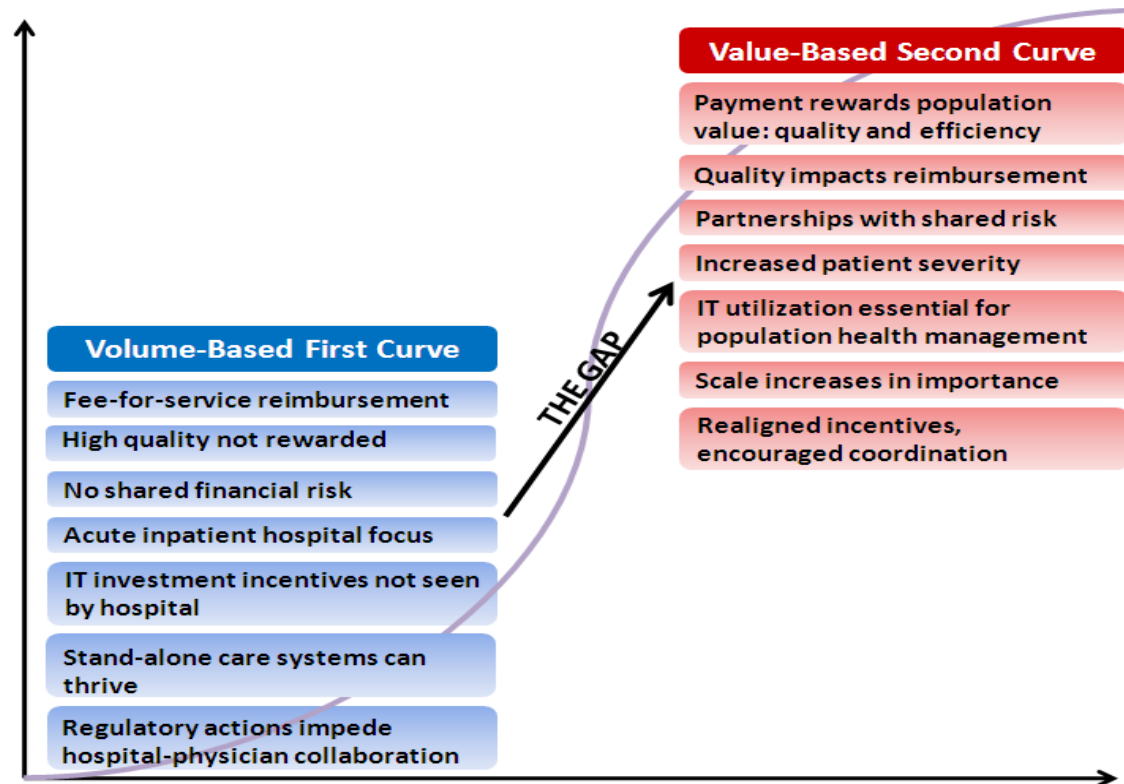 Volume-Based First Curve
Fee-for-service reimbursement
High quality not rewarded
No shared financial risk
Acute inpatient hospital focus
IT investment incentives not seen
by hospital
Stand-alone care systems can
thrive
Regulatory actions impede
hospital-physician collaboration
THE GAP
Value-Based Second Curve
Payment rewards population
value: quality and efficiency
Quality impacts reimbursement
Partnerships with shared risk
Increased patient severity
IT utilization essential for
population health management
Scale increases in importance
Realigned incentives,
encouraged coordination